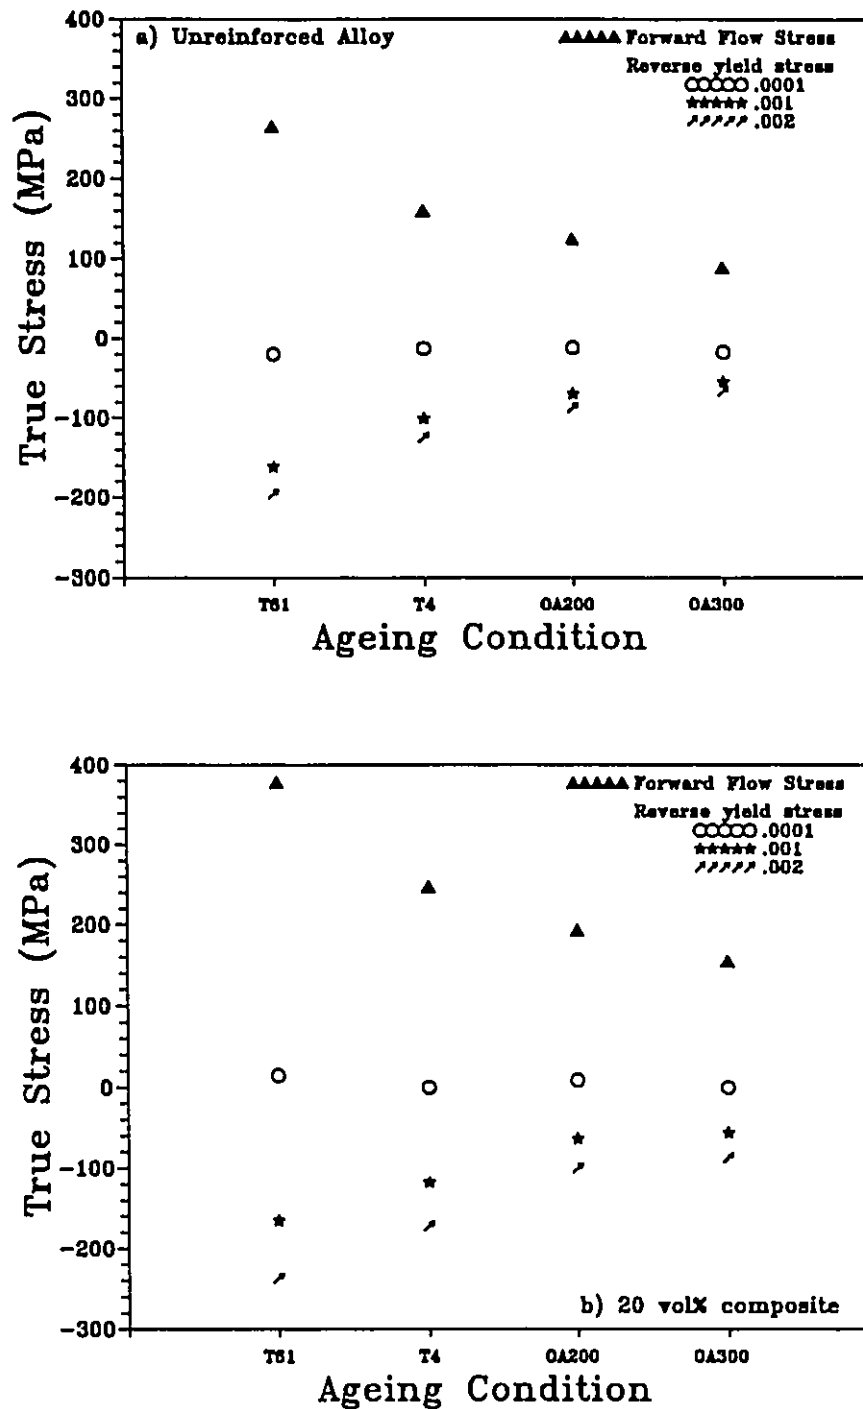 a) Unreinforced Alloy
Forward Flow Stress
Reverse yield stress
.0001
.001
.002
400
300
200
100
0
-100
-200
-300
True Stress (MPa)
T61 T4 OA200 OA300
Ageing Condition
Forward Flow Stress
Reverse yield stress
.0001
.001
.002
400
300
200
100
0
-100
-200
-300
True Stress (MPa)
b) 20 vol% composite
T61 T4 OA200 OA300
Ageing Condition